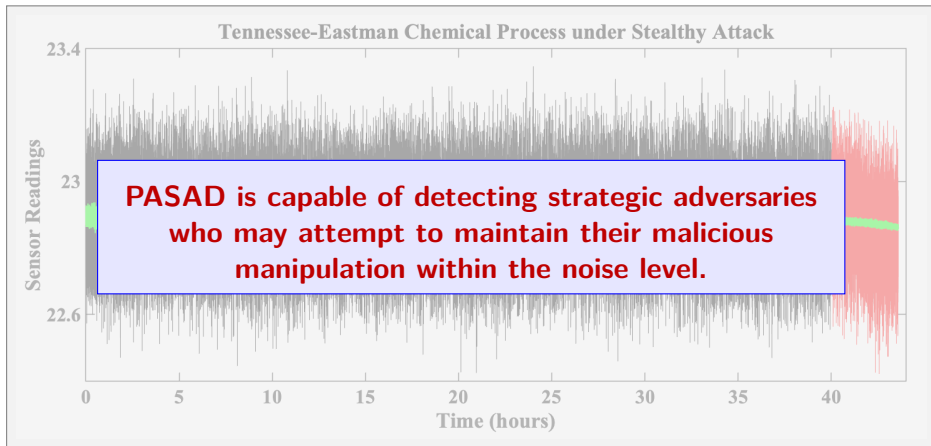 Tennessee-Eastman Chemical Process under Stealthy Attack
23.4
23
22.6
Sensor Readings
PASAD is capable of detecting strategic adversaries
who may attempt to maintain their malicious
manipulation within the noise level.
0 5 10 15 20 25 30 35 40
Time (hours)